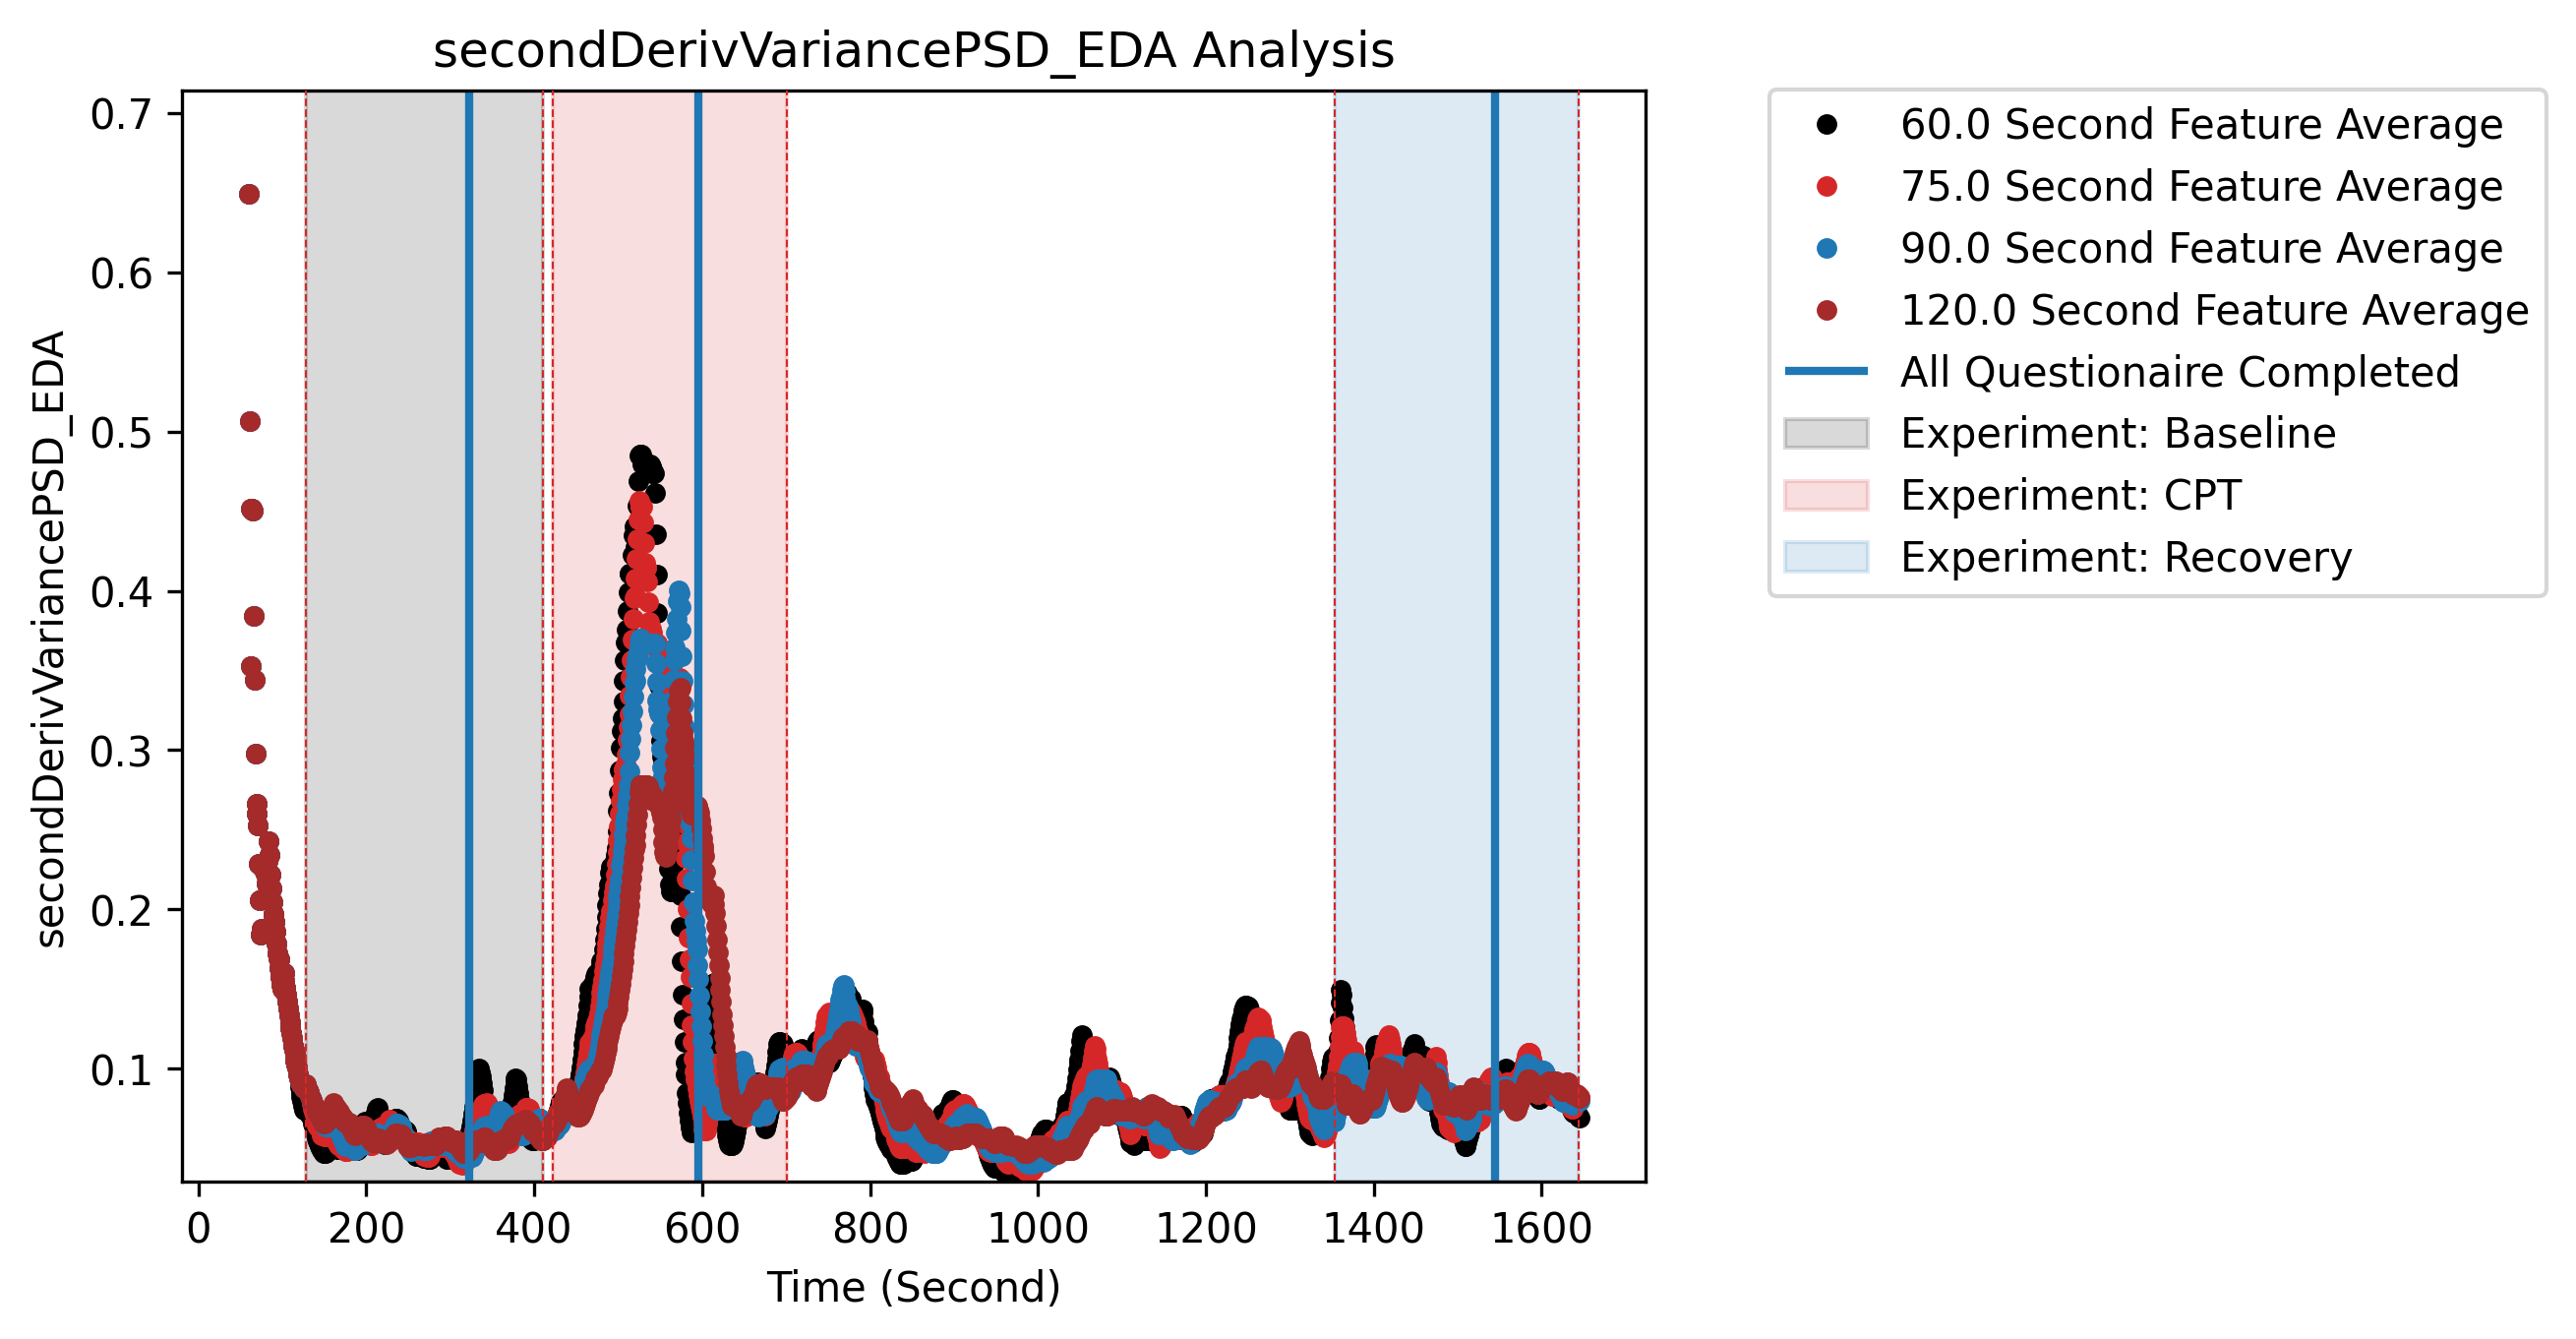 secondDerivVariancePSD_EDA Analysis
secondDerivVariancePSD_EDA
0.7
0.6
0.5
0.4
0.3
0.2
0.1
0 200 400 600 800 1000 1200 1400 1600
Time (Second)
60.0 Second Feature Average
75.0 Second Feature Average
90.0 Second Feature Average
120.0 Second Feature Average
All Questionaire Completed
Experiment: Baseline
Experiment: CPT
Experiment: Recovery